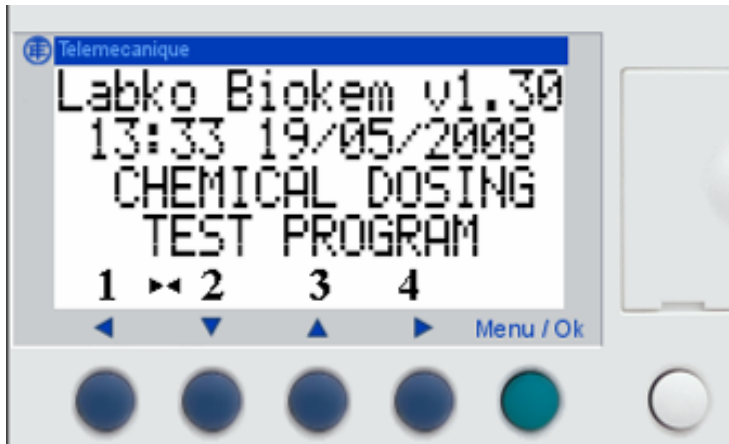 Telemecanique
Labko Biokem v1.30
13:33 19/05/2008
CHEMICAL DOSING
TEST PROGRAM
1 2 3 4
Menu / Ok